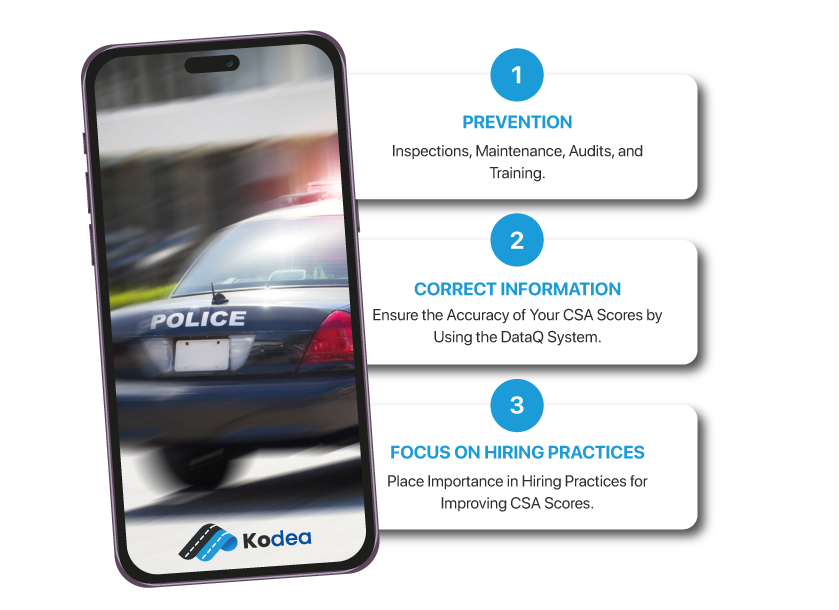 1
PREVENTION
Inspections, Maintenance, Audits, and
Training.
2
CORRECT INFORMATION
Ensure the Accuracy of Your CSA Scores by
Using the DataQ System.
3
FOCUS ON HIRING PRACTICES
Place Importance in Hiring Practices for
Improving CSA Scores.
POLICE
Kodea